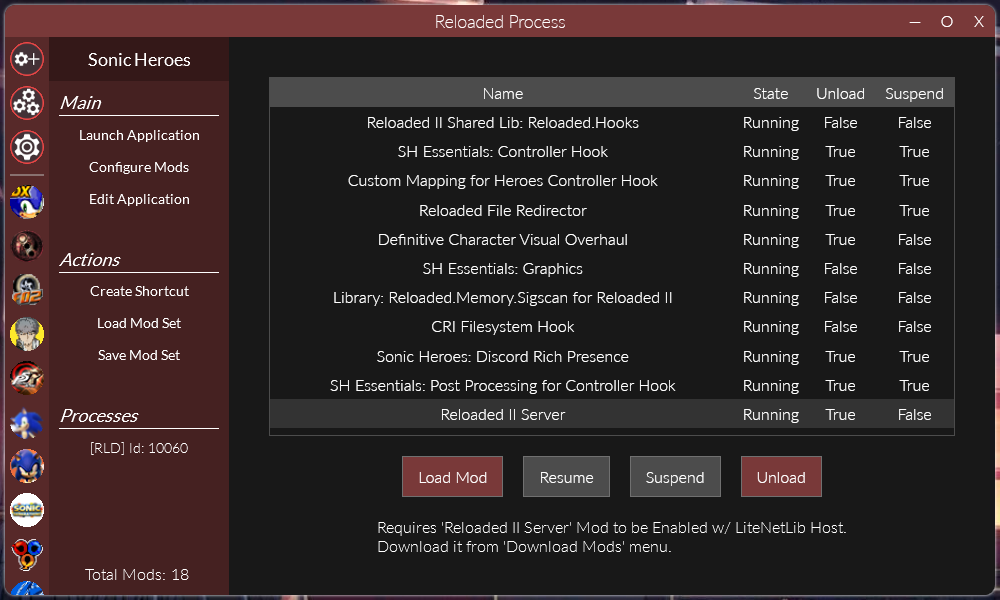 Reloaded Process
Sonic Heroes
Main
Launch Application
Configure Mods
Edit Application
Actions
Create Shortcut
Load Mod Set
Save Mod Set
Processes
[RLD] Id: 10060
Total Mods: 18
Name State Unload Suspend
Reloaded II Shared Lib: Reloaded.Hooks Running False False
SH Essentials: Controller Hook Running True True
Custom Mapping for Heroes Controller Hook Running True True
Reloaded File Redirector Running True True
Definitive Character Visual Overhaul Running True False
SH Essentials: Graphics Running False False
Library: Reloaded.Memory.Sigscan for Reloaded II Running False False
CRI Filesystem Hook Running False False
Sonic Heroes: Discord Rich Presence Running True True
SH Essentials: Post Processing for Controller Hook Running True True
Reloaded II Server Running True False
Load Mod Resume Suspend Unload
Requires 'Reloaded II Server' Mod to be Enabled w/ LiteNetLib Host.
Download it from 'Download Mods' menu.